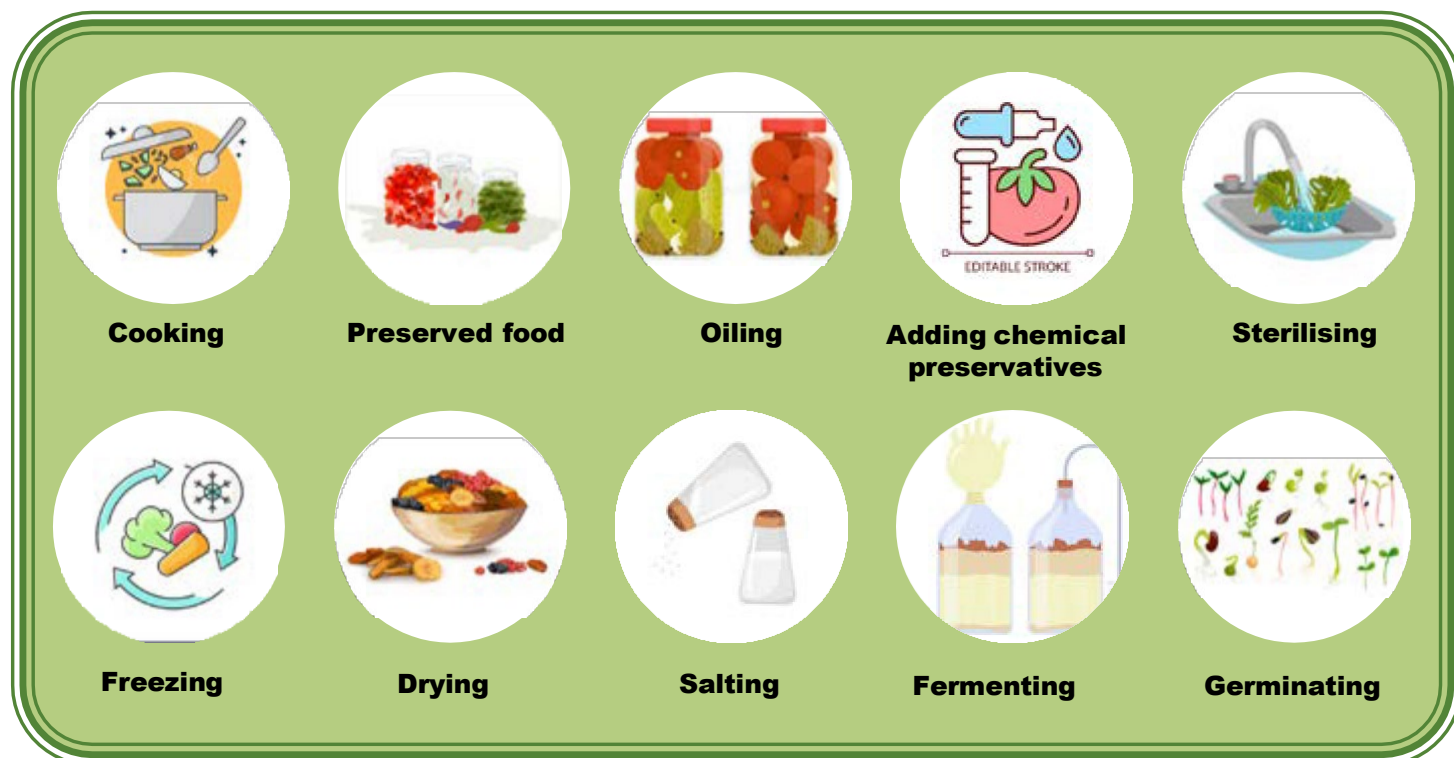 EDITABLE STROKE
Cooking
Preserved food
Oiling
Adding chemical
preservatives
Sterilising
Freezing
Drying
Salting
Fermenting
Germinating